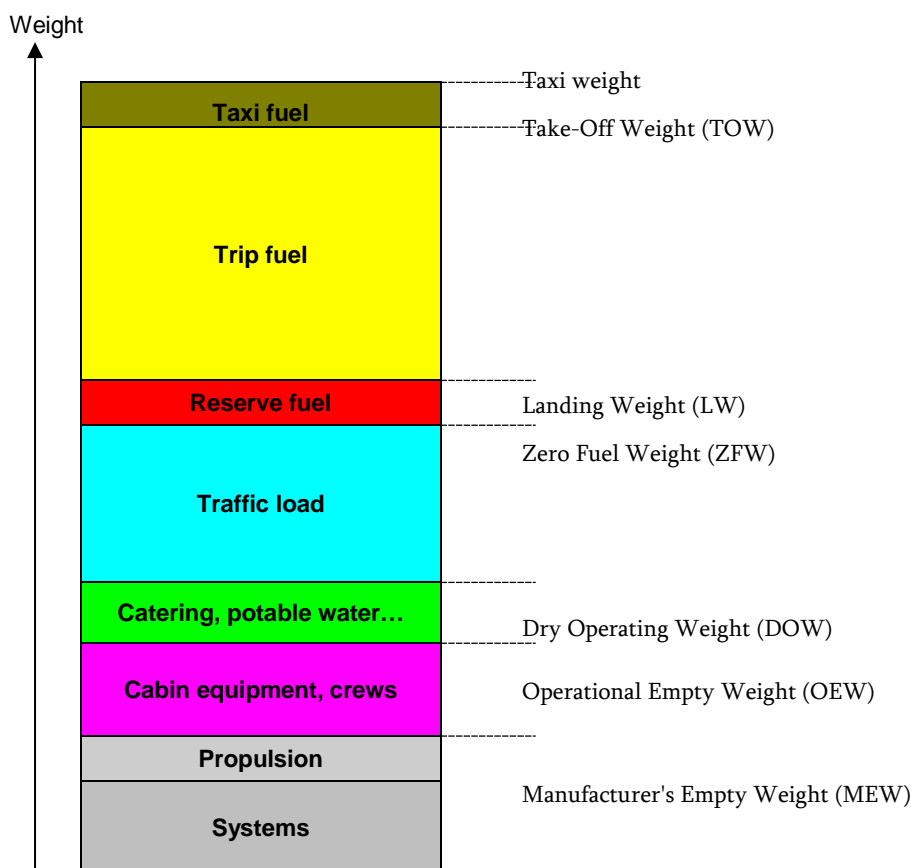 Weight
Taxi weight
Taxi fuel
Take-Off Weight (TOW)
Trip fuel
Reserve fuel
Landing Weight (LW)
Zero Fuel Weight (ZFW)
Traffic load
Catering, potable water…
Dry Operating Weight (DOW)
Cabin equipment, crews
Operational Empty Weight (OEW)
Propulsion
Manufacturer's Empty Weight (MEW)
Systems